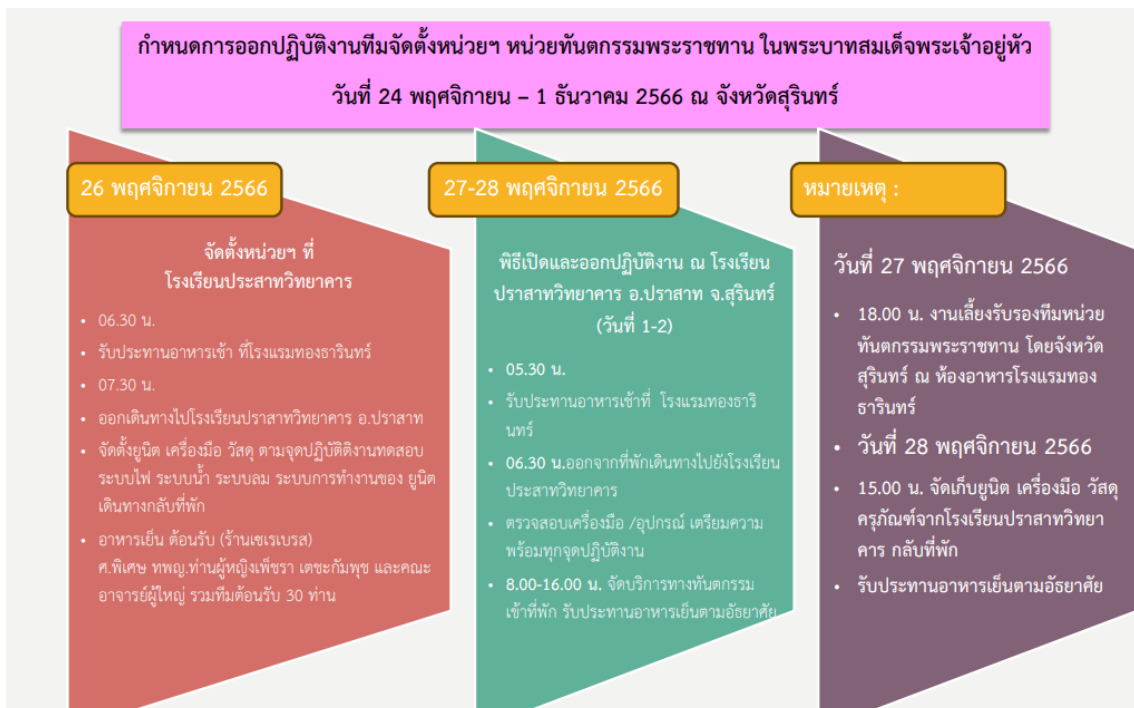 กำหนดการออกปฏิบัติงานทีมจัดตั้งหน่วยฯ หน่วยทันตกรรมพระราชทาน ในพระบาทสมเด็จพระเจ้าอยู่หัว
วันที่ 24 พฤศจิกายน – 1 ธันวาคม 2566 ณ จังหวัดสุรินทร์
26 พฤศจิกายน 2566
จัดตั้งหน่วยฯ ที่
โรงเรียนประสาทวิทยาคาร
• 06.30 น.
• รับประทานอาหารเช้า ที่โรงแรมทองธารินทร์
• 07.30 น.
• ออกเดินทางไปโรงเรียนปราสาทวิทยาคาร อ.ปราสาท
• จัดตั้งยูนิต เครื่องมือ วัสดุ ตามจุดปฏิบัติติงานทดสอบ
ระบบไฟ ระบบน้ำ ระบบลม ระบบการทำงานของ ยูนิต
เดินทางกลับที่พัก
• อาหารเย็น ต้อนรับ (ร้านเซเรเบรส)
ศ.พิเศษ ทพญ.ท่านผู้หญิงเพ็ชรา เตชะกัมพุช และคณะ
อาจารย์ผู้ใหญ่ รวมทีมต้อนรับ 30 ท่าน
27-28 พฤศจิกายน 2566
พิธีเปิดและออกปฏิบัติงาน ณ โรงเรียน
ปราสาทวิทยาคาร อ.ปราสาท จ.สุรินทร์
(วันที่ 1-2)
• 05.30 น.
• รับประทานอาหารเช้าที่ โรงแรมทองธาริ
นทร์
• 06.30 น.ออกจากที่พักเดินทางไปยังโรงเรียน
ประสาทวิทยาคาร
• ตรวจสอบเครื่องมือ /อุปกรณ์ เตรียมความ
พร้อมทุกจุดปฏิบัติงาน
• 8.00-16.00 น. จัดบริการทางทันตกรรม
เข้าที่พัก รับประทานอาหารเย็นตามอัธยาศัย
หมายเหตุ :
วันที่ 27 พฤศจิกายน 2566
• 18.00 น. งานเลี้ยงรับรองทีมหน่วย
ทันตกรรมพระราชทาน โดยจังหวัด
สุรินทร์ ณ ห้องอาหารโรงแรมทอง
ธารินทร์
• วันที่ 28 พฤศจิกายน 2566
• 15.00 น. จัดเก็บยูนิต เครื่องมือ วัสดุ
ครุภัณฑ์จากโรงเรียนปราสาทวิทยา
คาร กลับที่พัก
• รับประทานอาหารเย็นตามอัธยาศัย